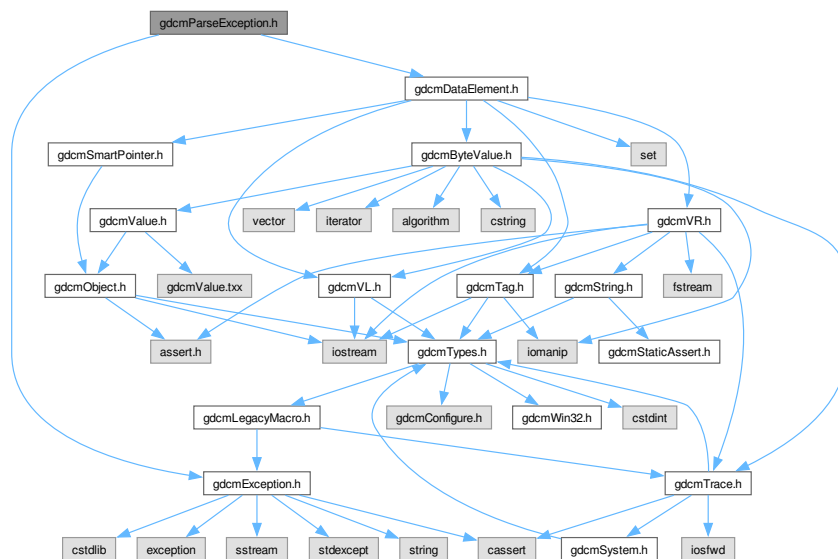 gdcmParseException.h
gdcmDataElement.h
gdcmSmartPointer.h
gdcmByteValue.h
set
gdcmValue.h
vector
iterator
algorithm
cstring
gdcmVR.h
gdcmObject.h
gdcmValue.txx
gdcmVL.h
gdcmTag.h
gdcmString.h
fstream
assert.h
iostream
gdcmTypes.h
iomanip
gdcmStaticAssert.h
gdcmLegacyMacro.h
gdcmConfigure.h
gdcmWin32.h
cstdint
gdcmException.h
gdcmTrace.h
cstdlib
exception
sstream
stdexcept
string
cassert
gdcmSystem.h
iosfwd